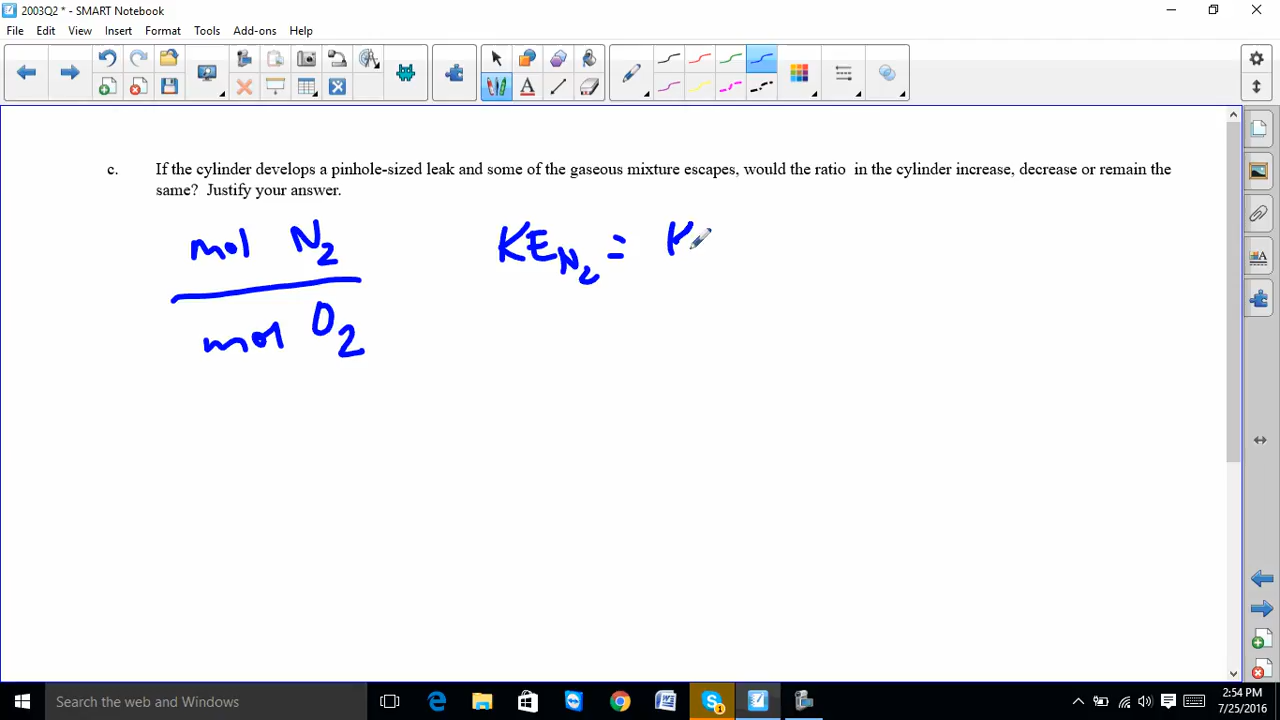 2003Q2 * - SMART Notebook
File Edit View Insert Format Tools Add-ons Help
c. If the cylinder develops a pinhole-sized leak and some of the gaseous mixture escapes, would the ratio in the cylinder increase, decrease or remain the
same? Justify your answer.
mol N2
mol O2
KEN2 = K
Search the web and Windows
2:54 PM
7/25/2016